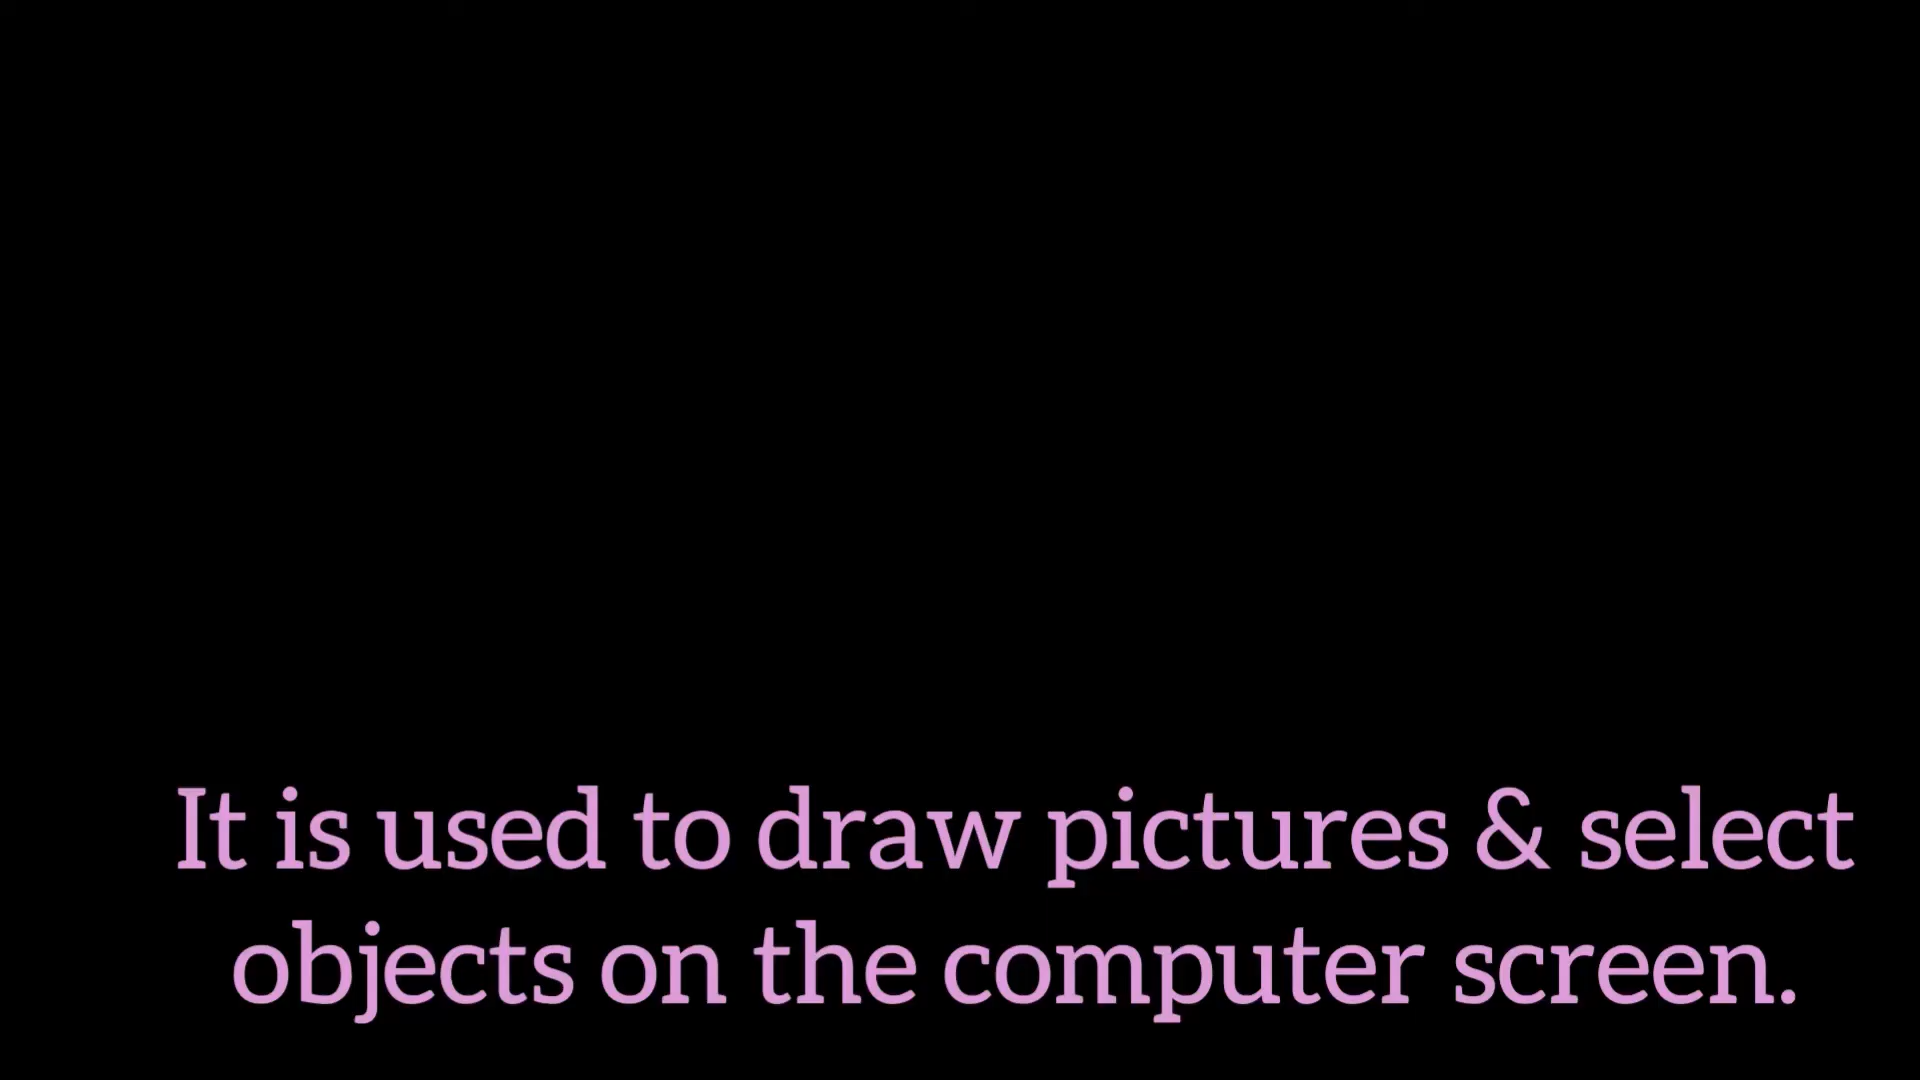 It is used to draw pictures & select
objects on the computer screen.